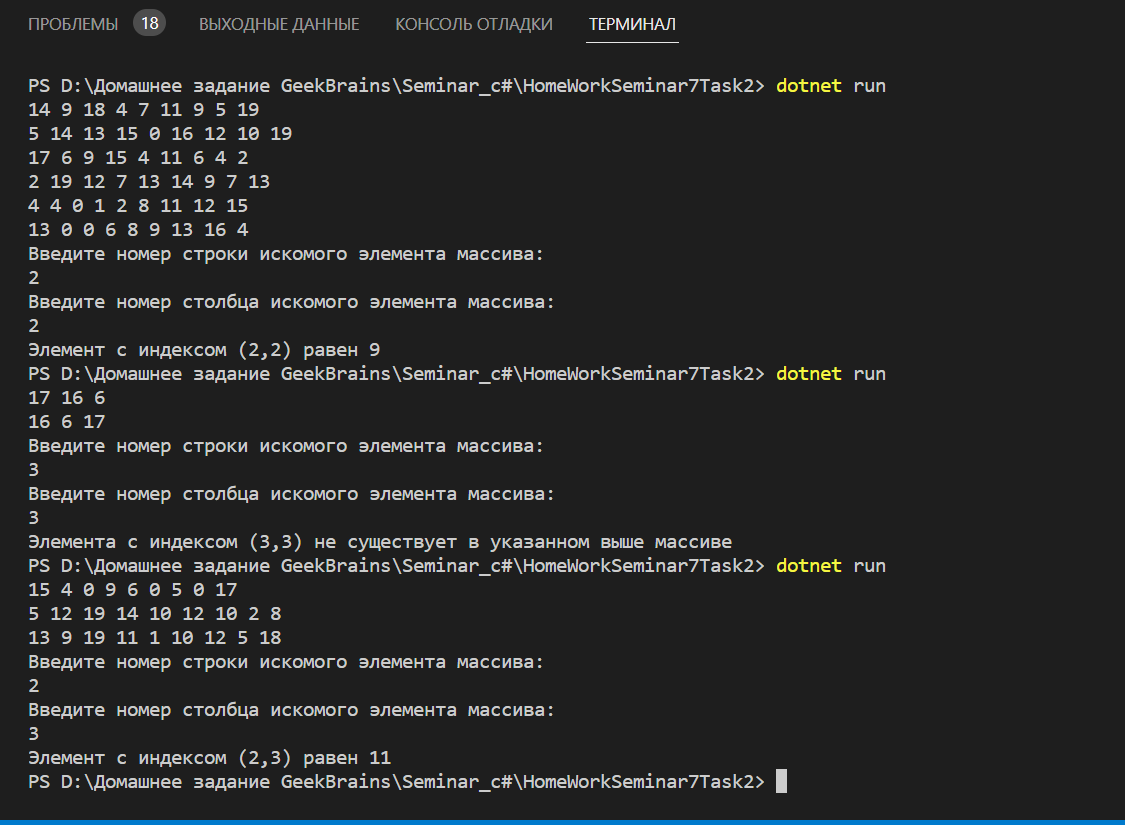 ПРОБЛЕМЫ 18 ВЫХОДНЫЕ ДАННЫЕ КОНСОЛЬ ОТЛАДКИ ТЕРМИНАЛ
PS D:\Домашнее задание GeekBrains\Seminar_c#\HomeWorkSeminar7Task2> dotnet run
14 9 18 4 7 11 9 5 19
5 14 13 15 0 16 12 10 19
17 6 9 15 4 11 6 4 2
2 19 12 7 13 14 9 7 13
4 4 0 1 2 8 11 12 15
13 0 0 6 8 9 13 16 4
Введите номер строки искомого элемента массива:
2
Введите номер столбца искомого элемента массива:
2
Элемент с индексом (2,2) равен 9
PS D:\Домашнее задание GeekBrains\Seminar_c#\HomeWorkSeminar7Task2> dotnet run
17 16 6
16 6 17
Введите номер строки искомого элемента массива:
3
Введите номер столбца искомого элемента массива:
3
Элемента с индексом (3,3) не существует в указанном выше массиве
PS D:\Домашнее задание GeekBrains\Seminar_c#\HomeWorkSeminar7Task2> dotnet run
15 4 0 9 6 0 5 0 17
5 12 19 14 10 12 10 2 8
13 9 19 11 1 10 12 5 18
Введите номер строки искомого элемента массива:
2
Введите номер столбца искомого элемента массива:
3
Элемент с индексом (2,3) равен 11
PS D:\Домашнее задание GeekBrains\Seminar_c#\HomeWorkSeminar7Task2>